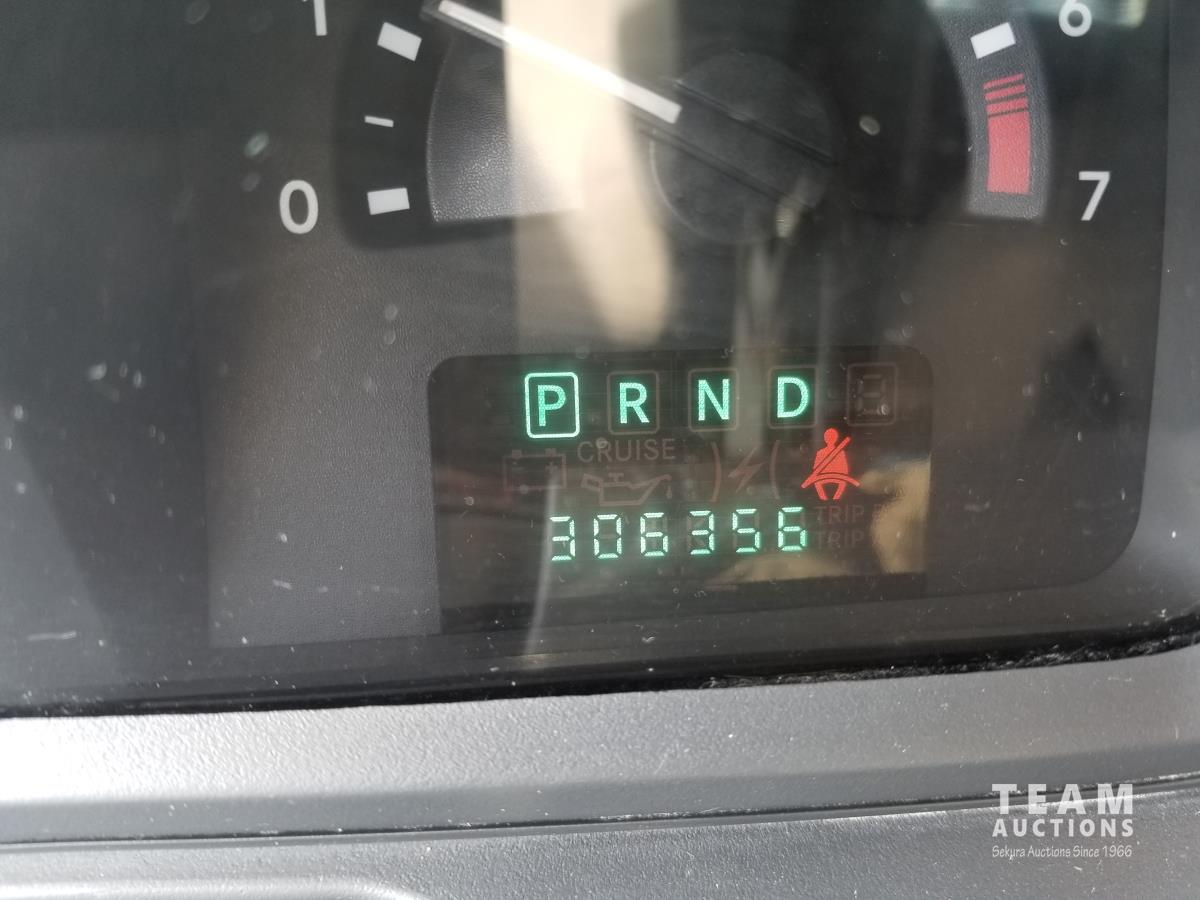 1
6
0
7
P R N D
CRUISE
306356
TRIP
TRIP
TEAM
AUCTIONS
Sekura Auctions Since 1966